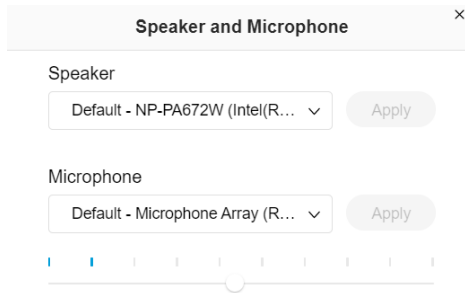 Speaker and Microphone
Speaker
Default - NP-PA672W (Intel(R...
Apply
Microphone
Default - Microphone Array (R...
Apply